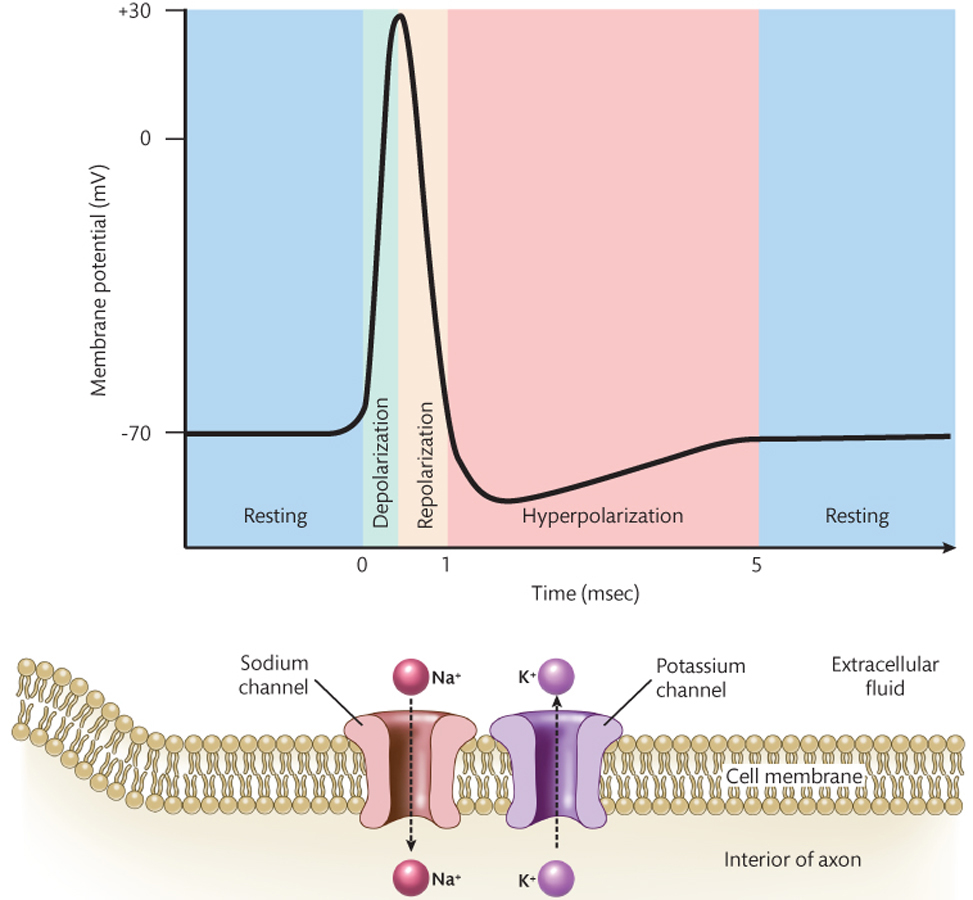 +30
0
Membrane potential (mV)
-70
Resting
Depolarization
Repolarization
Hyperpolarization
Resting
0
1
5
Time (msec)
Sodium
channel
Na+
K+
Potassium
channel
Extracellular
fluid
Cell membrane
Interior of axon
Na+
K+